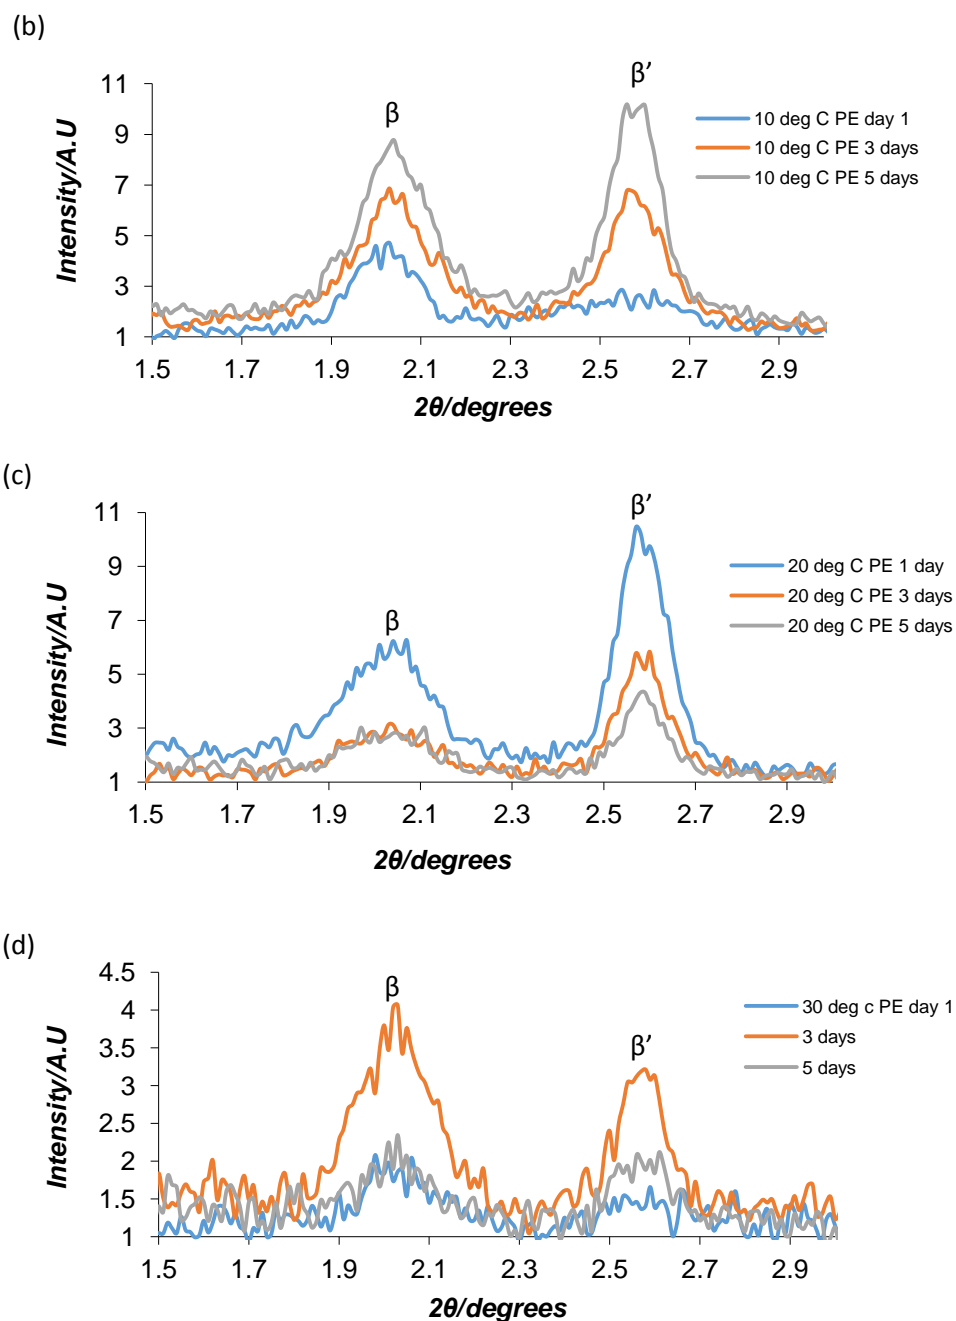 (b)
β
β’
11
9
7
5
3
1
Intensity/A.U
1.5 1.7 1.9 2.1 2.3 2.5 2.7 2.9
2θ/degrees
10 deg C PE day 1
10 deg C PE 3 days
10 deg C PE 5 days
(c)
β
β’
11
9
7
5
3
1
Intensity/A.U
1.5 1.7 1.9 2.1 2.3 2.5 2.7 2.9
2θ/degrees
20 deg C PE 1 day
20 deg C PE 3 days
20 deg C PE 5 days
(d)
β
β’
4.5
4
3.5
3
2.5
2
1.5
1
Intensity/A.U
1.5 1.7 1.9 2.1 2.3 2.5 2.7 2.9
2θ/degrees
30 deg c PE day 1
3 days
5 days